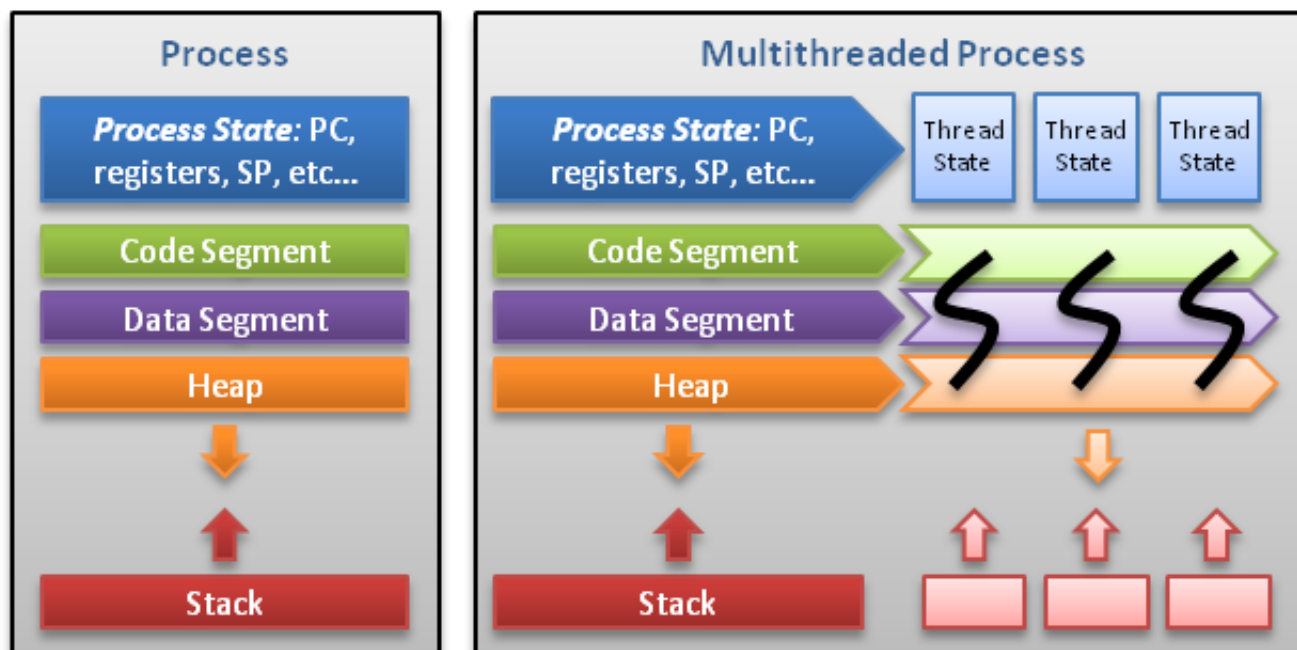 Process
Process State: PC,
registers, SP, etc...
Code Segment
Data Segment
Heap
Stack
Multithreaded Process
Process State: PC,
registers, SP, etc...
Thread
State
Thread
State
Thread
State
Code Segment
Data Segment
Heap
Stack